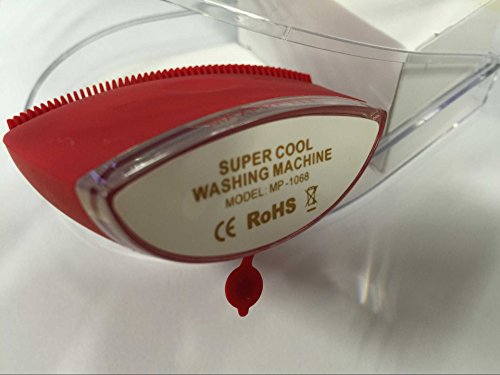 SUPER COOL
WASHING MACHINE
MODEL: MP-1068
CE RoHS